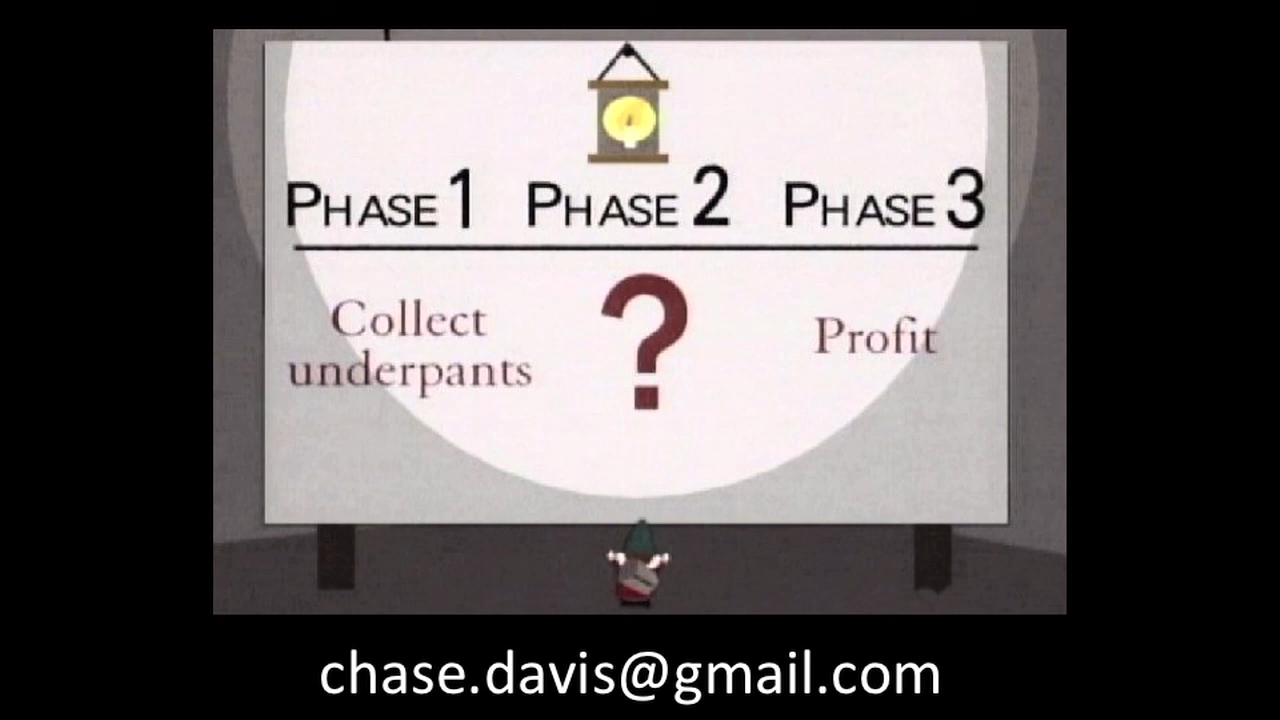 Phase 1 Phase 2 Phase 3
Collect underpants
?
Profit
chase.davis@gmail.com